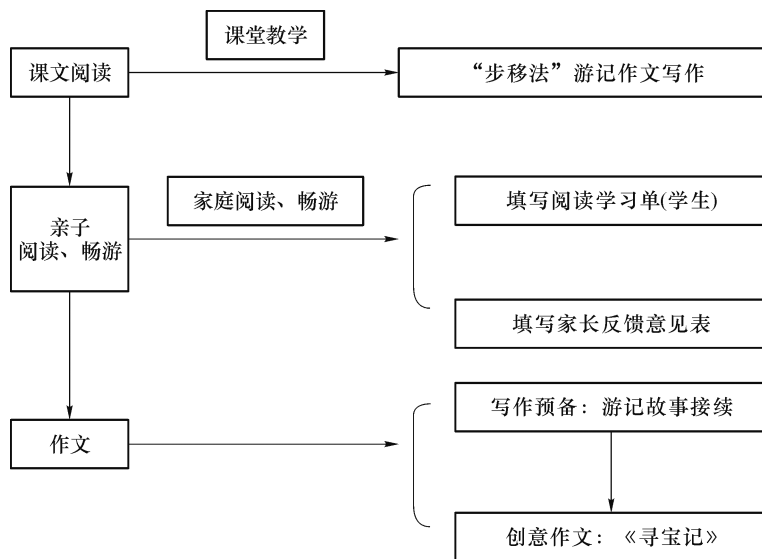 课堂教学
课文阅读
“步移法”游记作文写作
家庭阅读、畅游
填写阅读学习单(学生)
亲子
阅读、畅游
填写家长反馈意见表
写作预备：游记故事接续
作文
创意作文：《寻宝记》